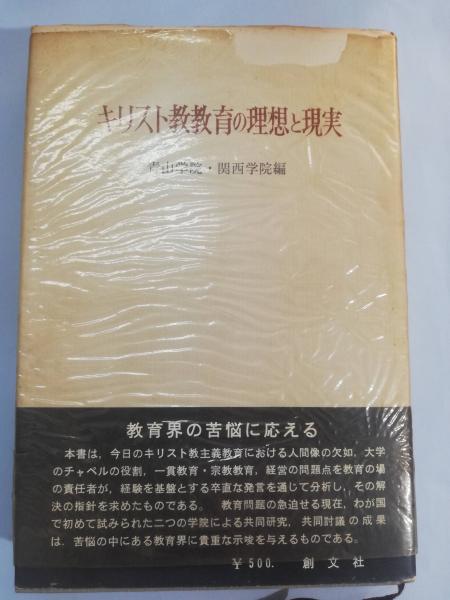 キリスト教教育の理想と現実
青山学院・関西学院編
教育界の苦悩に応える
本書は，今日のキリスト教主義教育における人間像の欠如，大学
のチャペルの役割，一貫教育・宗教教育，経営の問題点を教育の場
の責任者が，経験を基盤とする卒直な発言を通じて分析し，その解
決の指針を求めたものである。　教育問題の急迫せる現在，わが国
で初めて試みられた二つの学院による共同研究，共同討議の成果
は，苦悩の中にある教育界に貴重な示唆を与えるものである。
￥500.　創文社